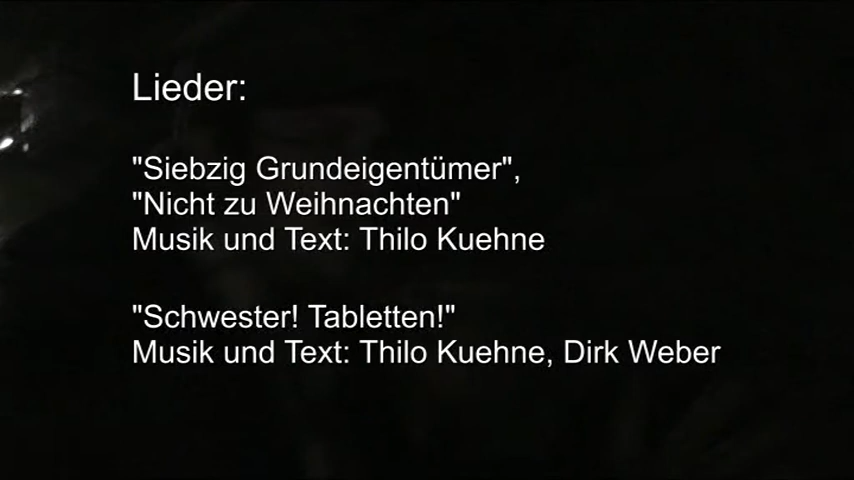 Lieder:
"Siebzig Grundeigentümer",
"Nicht zu Weihnachten"
Musik und Text: Thilo Kuehne
"Schwester! Tabletten!"
Musik und Text: Thilo Kuehne, Dirk Weber